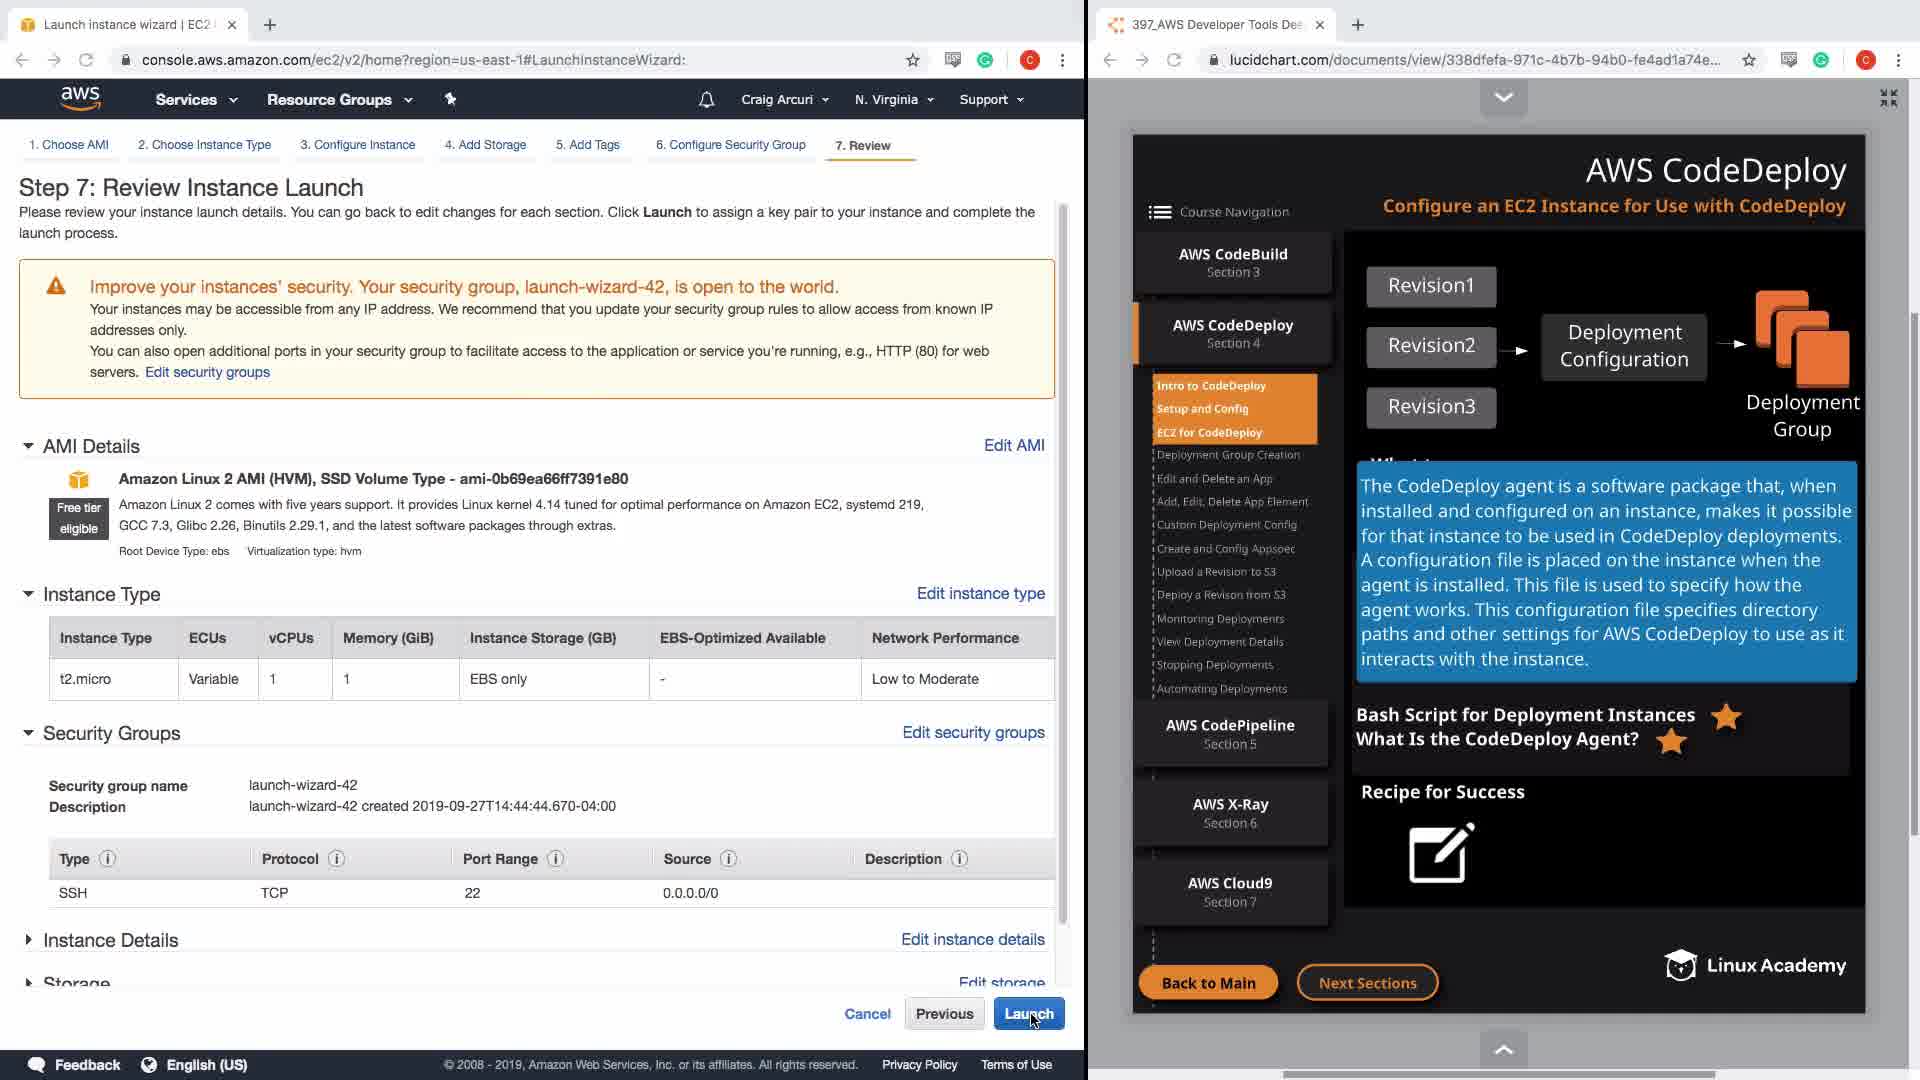 Launch instance wizard | EC2
console.aws.amazon.com/ec2/v2/home?region=us-east-1#LaunchInstanceWizard:
C
aws
Services
Resource Groups
Craig Arcuri
N. Virginia
Support
1. Choose AMI
2. Choose Instance Type
3. Configure Instance
4. Add Storage
5. Add Tags
6. Configure Security Group
7. Review
Step 7: Review Instance Launch
Please review your instance launch details. You can go back to edit changes for each section. Click Launch to assign a key pair to your instance and complete the
launch process.
Improve your instances' security. Your security group, launch-wizard-42, is open to the world.
Your instances may be accessible from any IP address. We recommend that you update your security group rules to allow access from known IP
addresses only.
You can also open additional ports in your security group to facilitate access to the application or service you're running, e.g., HTTP (80) for web
servers. Edit security groups
AMI Details
Edit AMI
Free tier
eligible
Amazon Linux 2 AMI (HVM), SSD Volume Type - ami-0b69ea66ff7391e80
Amazon Linux 2 comes with five years support. It provides Linux kernel 4.14 tuned for optimal performance on Amazon EC2, systemd 219,
GCC 7.3, Glibc 2.26, Binutils 2.29.1, and the latest software packages through extras.
Root Device Type: ebs Virtualization type: hvm
Instance Type
Edit instance type
Instance Type ECUs vCPUs Memory (GiB) Instance Storage (GB) EBS-Optimized Available Network Performance
t2.micro Variable 1 1 EBS only - Low to Moderate
Security Groups
Edit security groups
Security group name launch-wizard-42
Description launch-wizard-42 created 2019-09-27T14:44:44.670-04:00
Type Protocol Port Range Source Description
SSH TCP 22 0.0.0.0/0
Instance Details
Edit instance details
Storage
Edit storage
Cancel
Previous
Launch
Feedback
English (US)
© 2008 - 2019, Amazon Web Services, Inc. or its affiliates. All rights reserved.
Privacy Policy
Terms of Use
397_AWS Developer Tools Dee
lucidchart.com/documents/view/338dfefa-971c-4b7b-94b0-fe4ad1a74e...
C
AWS CodeDeploy
Configure an EC2 Instance for Use with CodeDeploy
Course Navigation
AWS CodeBuild
Section 3
AWS CodeDeploy
Section 4
Intro to CodeDeploy
Setup and Config
EC2 for CodeDeploy
Deployment Group Creation
Edit and Delete an App
Add, Edit, Delete App Element
Custom Deployment Config
Create and Config Appspec
Upload a Revision to S3
Deploy a Revison from S3
Monitoring Deployments
View Deployment Details
Stopping Deployments
Automating Deployments
AWS CodePipeline
Section 5
AWS X-Ray
Section 6
AWS Cloud9
Section 7
Back to Main
Next Sections
Revision1
Revision2
Revision3
Deployment
Configuration
Deployment
Group
The CodeDeploy agent is a software package that, when
installed and configured on an instance, makes it possible
for that instance to be used in CodeDeploy deployments.
A configuration file is placed on the instance when the
agent is installed. This file is used to specify how the
agent works. This configuration file specifies directory
paths and other settings for AWS CodeDeploy to use as it
interacts with the instance.
Bash Script for Deployment Instances
What Is the CodeDeploy Agent?
Recipe for Success
Linux Academy